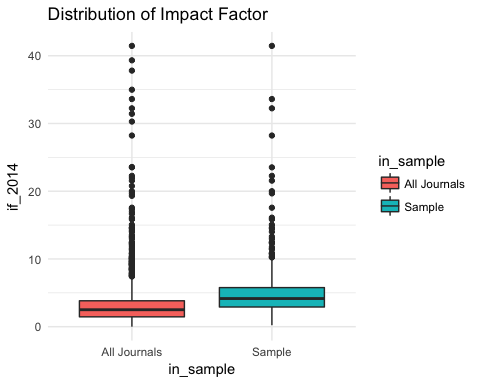 Distribution of Impact Factor
if_2014
40
30
20
10
0
All Journals
Sample
in_sample
in_sample
All Journals
Sample